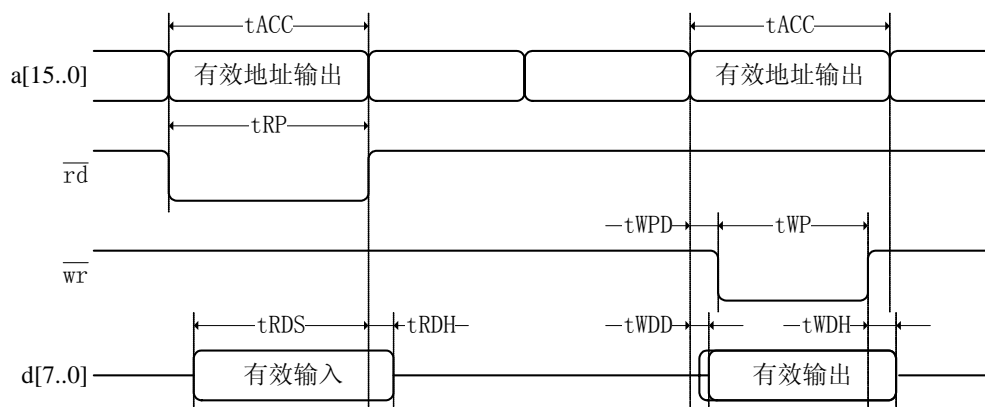 tACC tACC
a[15..0] 有效地址输出 有效地址输出
tRP
rd
tWPD tWP
wr
tRDS tRDH tWDD tWDH
d[7..0] 有效输入 有效输出